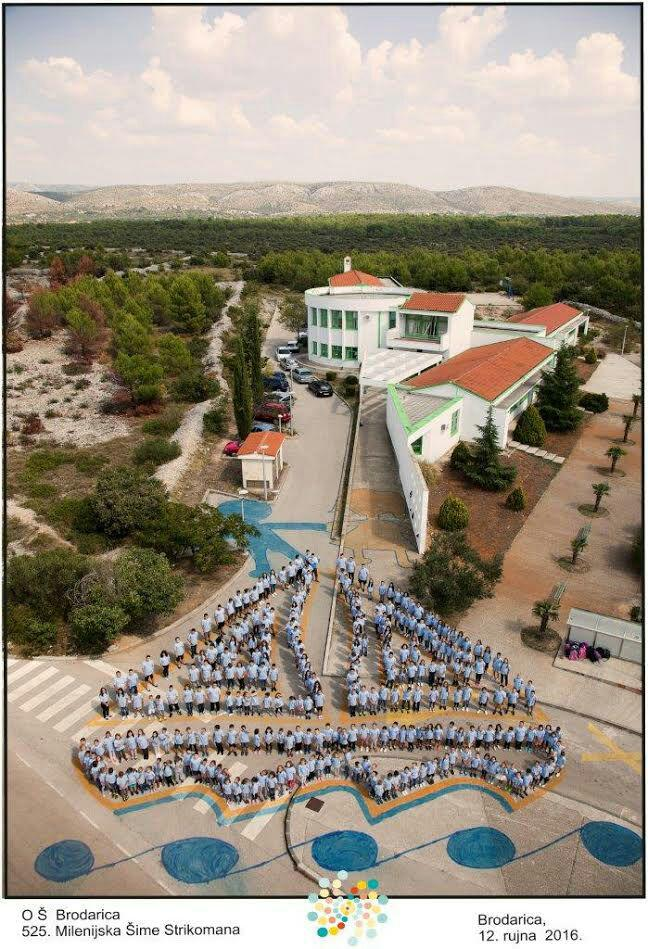 O Š Brodarica
525. Milenijska Šime Strikomana
Brodarica,
12. rujna 2016.